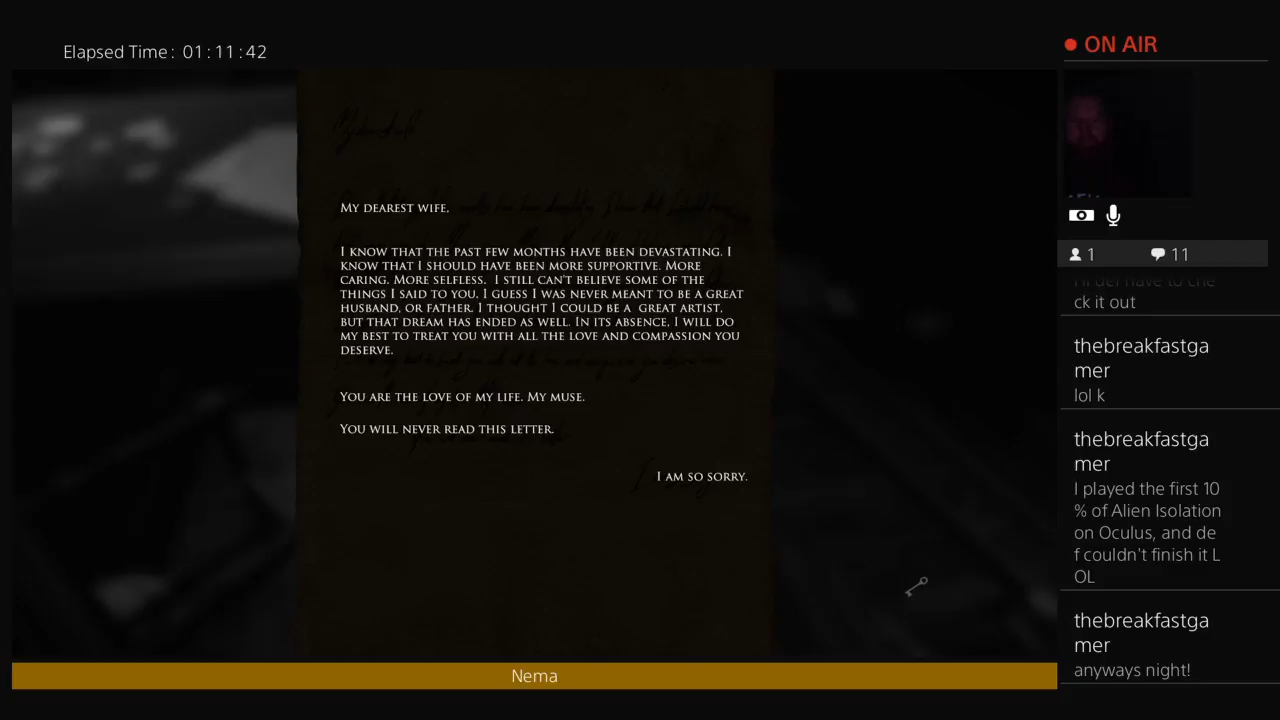 Elapsed Time: 01:11:42
ON AIR
MY DEAREST WIFE,
I KNOW THAT THE PAST FEW MONTHS HAVE BEEN DEVASTATING. I
KNOW THAT I SHOULD HAVE BEEN MORE SUPPORTIVE. MORE
CARING. MORE SELFLESS. I STILL CAN'T BELIEVE SOME OF THE
THINGS I SAID TO YOU. I GUESS I WAS NEVER MEANT TO BE A GREAT
HUSBAND, OR FATHER. I THOUGHT I COULD BE A GREAT ARTIST,
BUT THAT DREAM HAS ENDED AS WELL. IN ITS ABSENCE, I WILL DO
MY BEST TO TREAT YOU WITH ALL THE LOVE AND COMPASSION YOU
DESERVE.
YOU ARE THE LOVE OF MY LIFE. MY MUSE.
YOU WILL NEVER READ THIS LETTER.
I AM SO SORRY.
Nema
1
11
ck it out
thebreakfastga
mer
lol k
thebreakfastga
mer
I played the first 10
% of Alien Isolation
on Oculus, and de
f couldn't finish it L
OL
thebreakfastga
mer
anyways night!